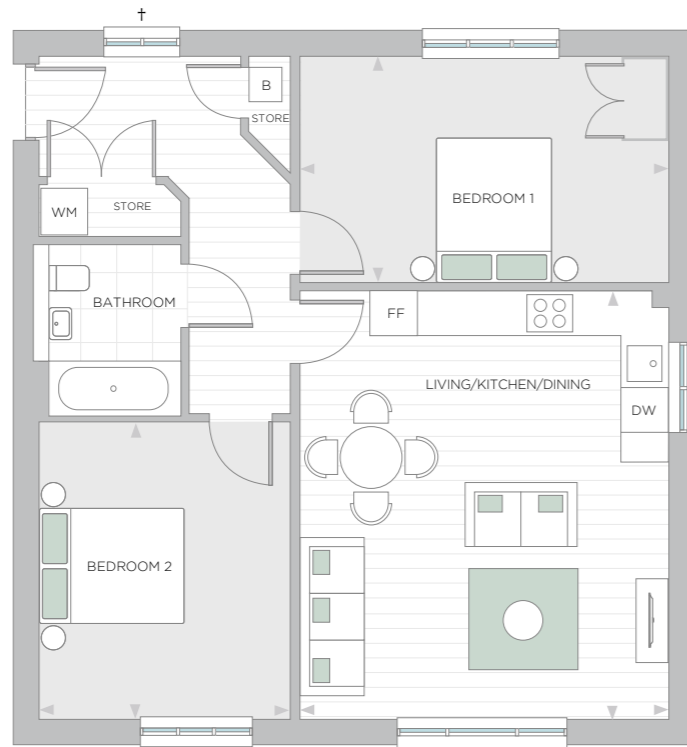 †
B
STORE
STORE
WM
BEDROOM 1
BATHROOM
FF
LIVING/KITCHEN/DINING
DW
BEDROOM 2